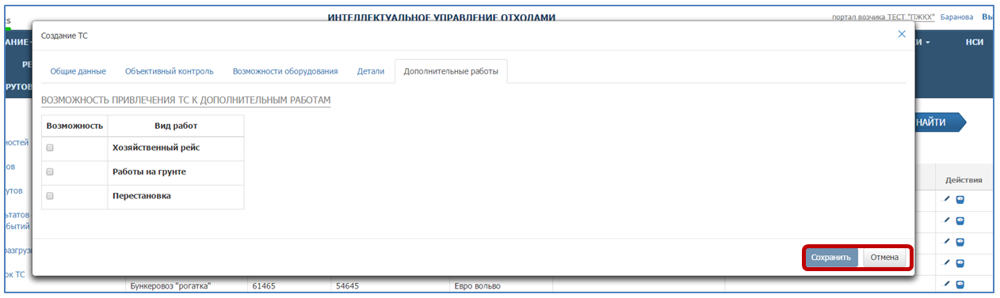 ИНТЕЛЛЕКТУАЛЬНОЕ УПРАВЛЕНИЕ ОТХОДАМИ
портал возчика ТЕСТ "ПЖКХ" Баранова Вы
Создание ТС
АНИЕ
И
НСИ
РЕ
РУТОВ
Общие данные Объективный контроль Возможности оборудования Детали Дополнительные работы
ВОЗМОЖНОСТЬ ПРИВЛЕЧЕНИЯ ТС К ДОПОЛНИТЕЛЬНЫМ РАБОТАМ
Возможность Вид работ
НАЙТИ
Хозяйственный рейс
ностей
Работы на грунте
ов
Действия
Перестановка
утов
ьтатов
бытий
разгруз
Сохранить Отмена
ок ТС
Бункеровоз "рогатка" 61465 54645 Евро вольво